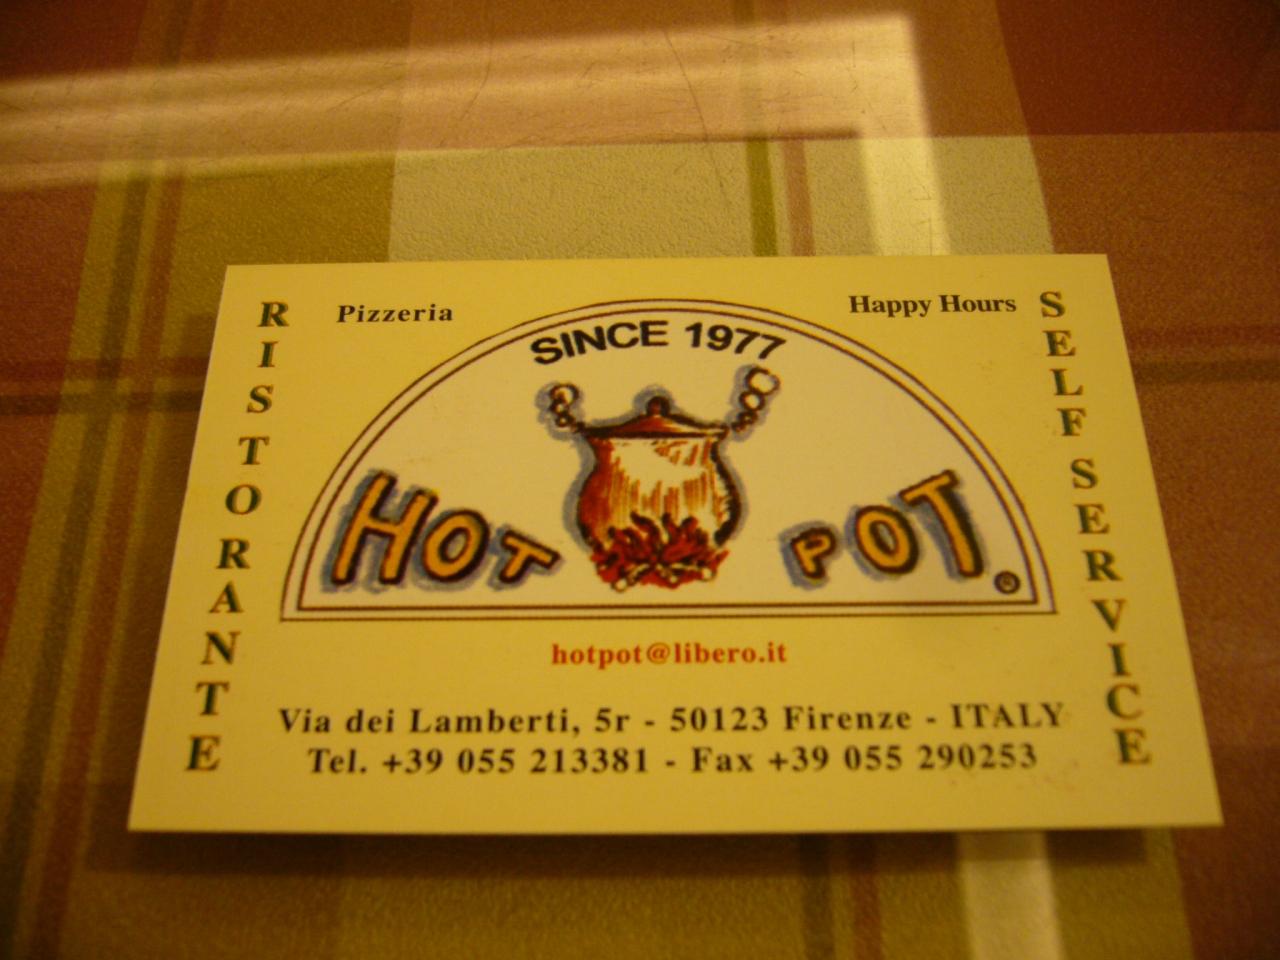 RISTORANTE
Pizzeria
Happy Hours
SELF SERVICE
SINCE 1977
HOT POT ®
hotpot@libero.it
Via dei Lamberti, 5r - 50123 Firenze - ITALY
Tel. +39 055 213381 - Fax +39 055 290253